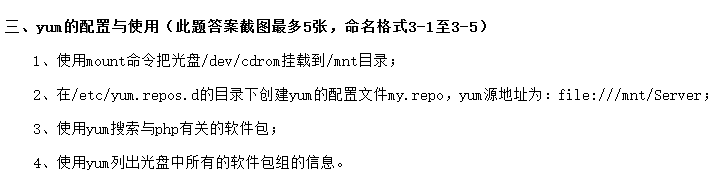 三、yum的配置与使用（此题答案截图最多5张，命名格式3-1至3-5）
1、使用mount命令把光盘/dev/cdrom挂载到/mnt目录；
2、在/etc/yum.repos.d的目录下创建yum的配置文件my.repo，yum源地址为：file:///mnt/Server；
3、使用yum搜索与php有关的软件包；
4、使用yum列出光盘中所有的软件包组的信息。